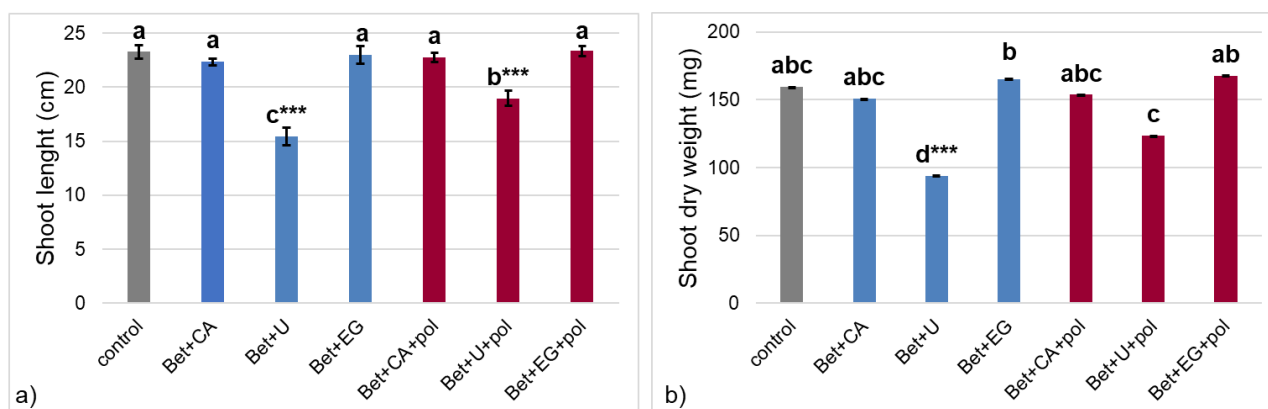 25
20
15
10
5
0
Shoot lenght (cm)
a
a
c***
a
a
b***
a
control
Bet+CA
Bet+U
Bet+EG
Bet+CA+pol
Bet+U+pol
Bet+EG+pol
a)
200
150
100
50
0
Shoot dry weight (mg)
abc
abc
d***
b
abc
c
ab
control
Bet+CA
Bet+U
Bet+EG
Bet+CA+pol
Bet+U+pol
Bet+EG+pol
b)